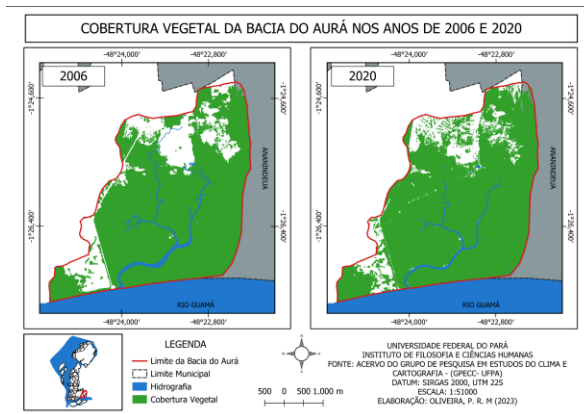 COBERTURA VEGETAL DA BACIA DO AURÁ NOS ANOS DE 2006 E 2020
-48°24,000'
-48°22,800'
-48°24,000'
-48°22,800'
2006
2020
-1°24,600'
-1°24,600'
-1°24,600'
-1°24,600'
ANANINDEUA
ANANINDEUA
-1°26,400'
-1°26,400'
-1°26,400'
-1°26,400'
RIO GUAMÁ
RIO GUAMÁ
-48°24,000'
-48°22,800'
-48°24,000'
-48°22,800'
LEGENDA
Limite da Bacia do Aurá
Limite Municipal
Hidrografia
Cobertura Vegetal
500 0 500 1.000 m
UNIVERSIDADE FEDERAL DO PARÁ
INSTITUTO DE FILOSOFIA E CIÊNCIAS HUMANAS
FONTE: ACERVO DO GRUPO DE PESQUISA EM ESTUDOS DO CLIMA E
CARTOGRAFIA - (GPECC- UFPA)
DATUM: SIRGAS 2000, UTM 22S
ESCALA: 1:51000
ELABORAÇÃO: OLIVEIRA, P. R. M (2023)